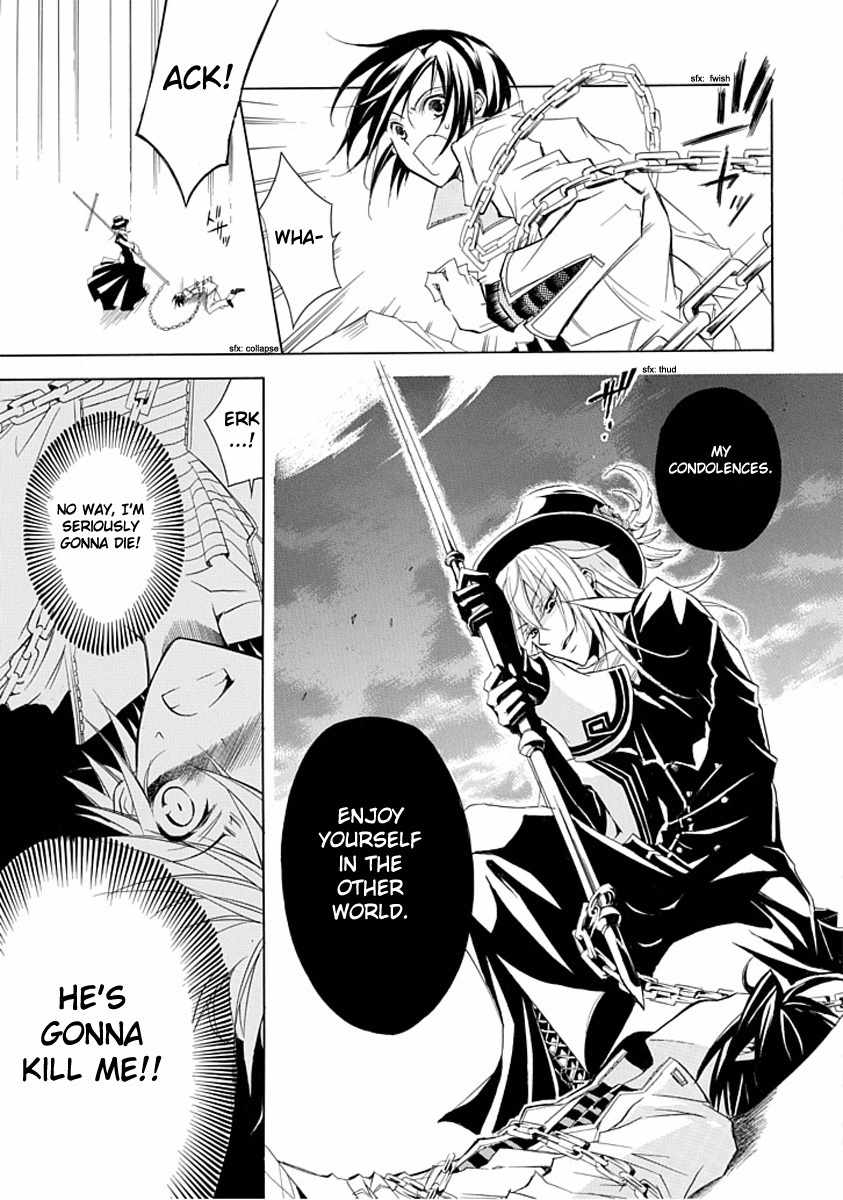 sfx: fwish
WHA-
ACK!
sfx: collapse
sfx: thud
MY
CONDOLENCES.
ENJOY
YOURSELF
IN THE
OTHER
WORLD.
ERK
...!
NO WAY, I'M
SERIOUSLY
GONNA DIE!
HE'S
GONNA
KILL ME!!